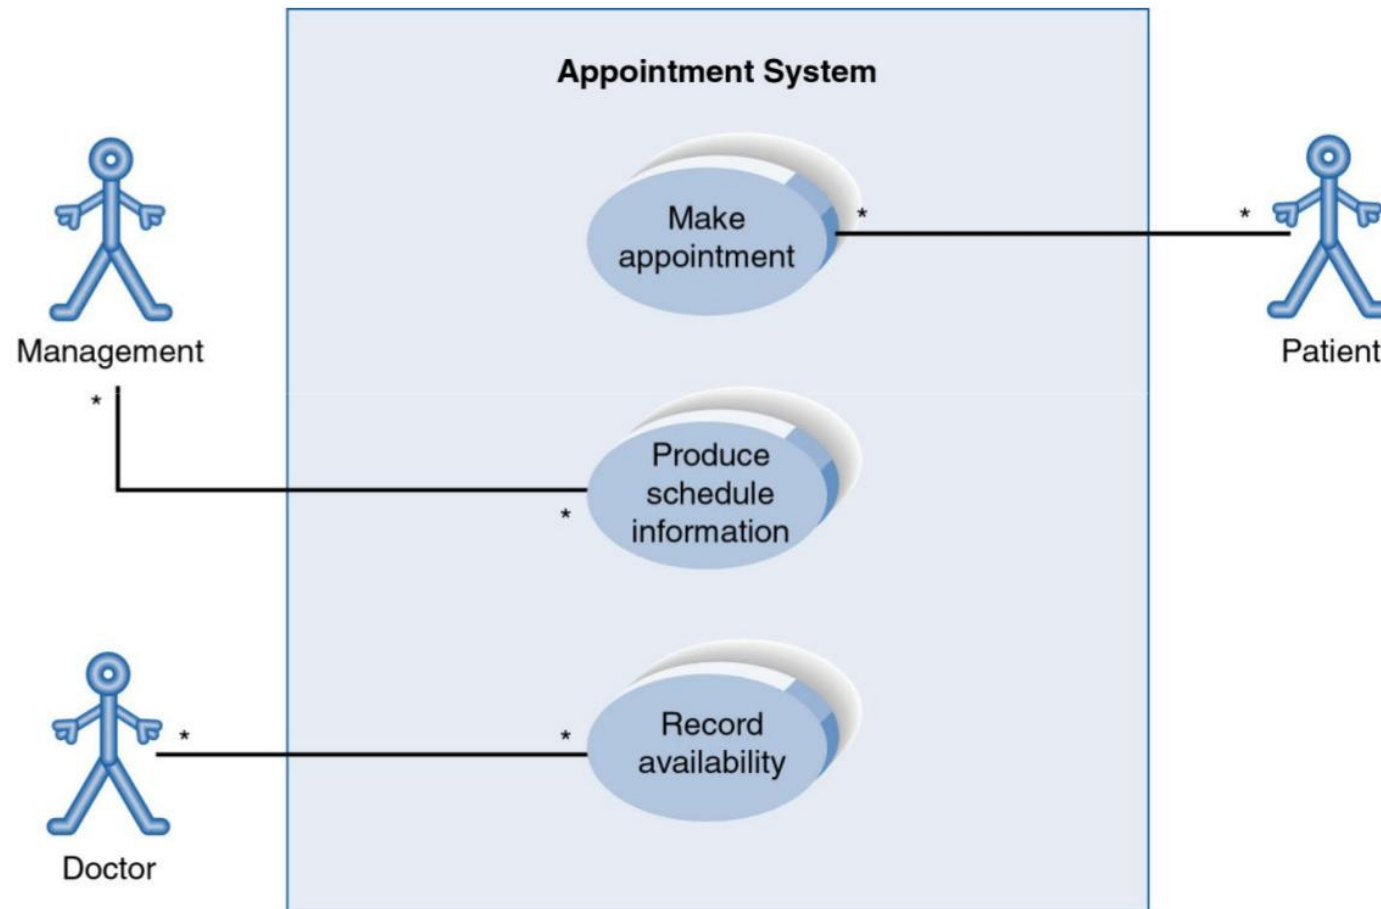 Appointment System
Make
appointment
*
*
Management
Patient
*
Produce
schedule
information
*
Record
availability
*
*
Doctor